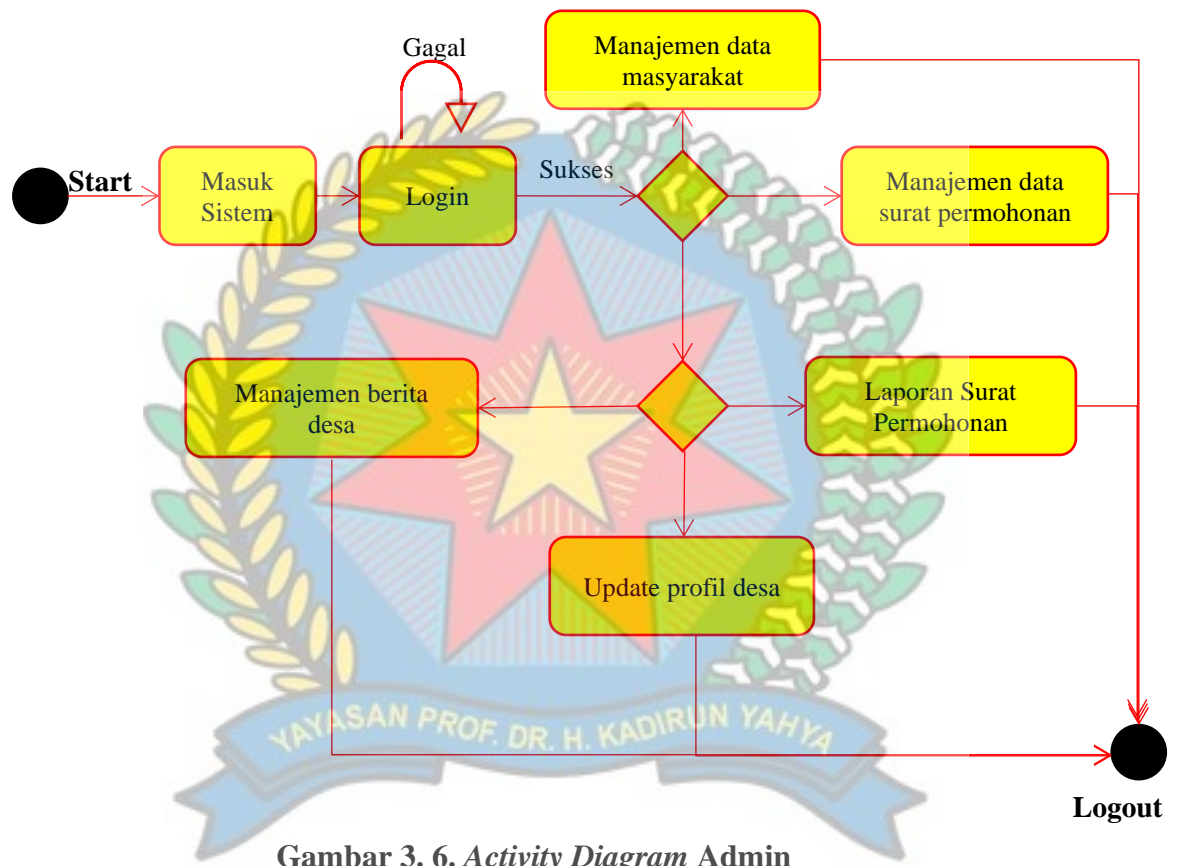 Gagal
Manajemen data
masyarakat
Start
Masuk
Sistem
Login
Sukses
Manajemen data
surat permohonan
Manajemen berita
desa
Laporan Surat
Permohonan
Update profil desa
YAYASAN PROF. DR. H. KADIRUN YAHYA
Logout
Gambar 3. 6. Activity Diagram Admin